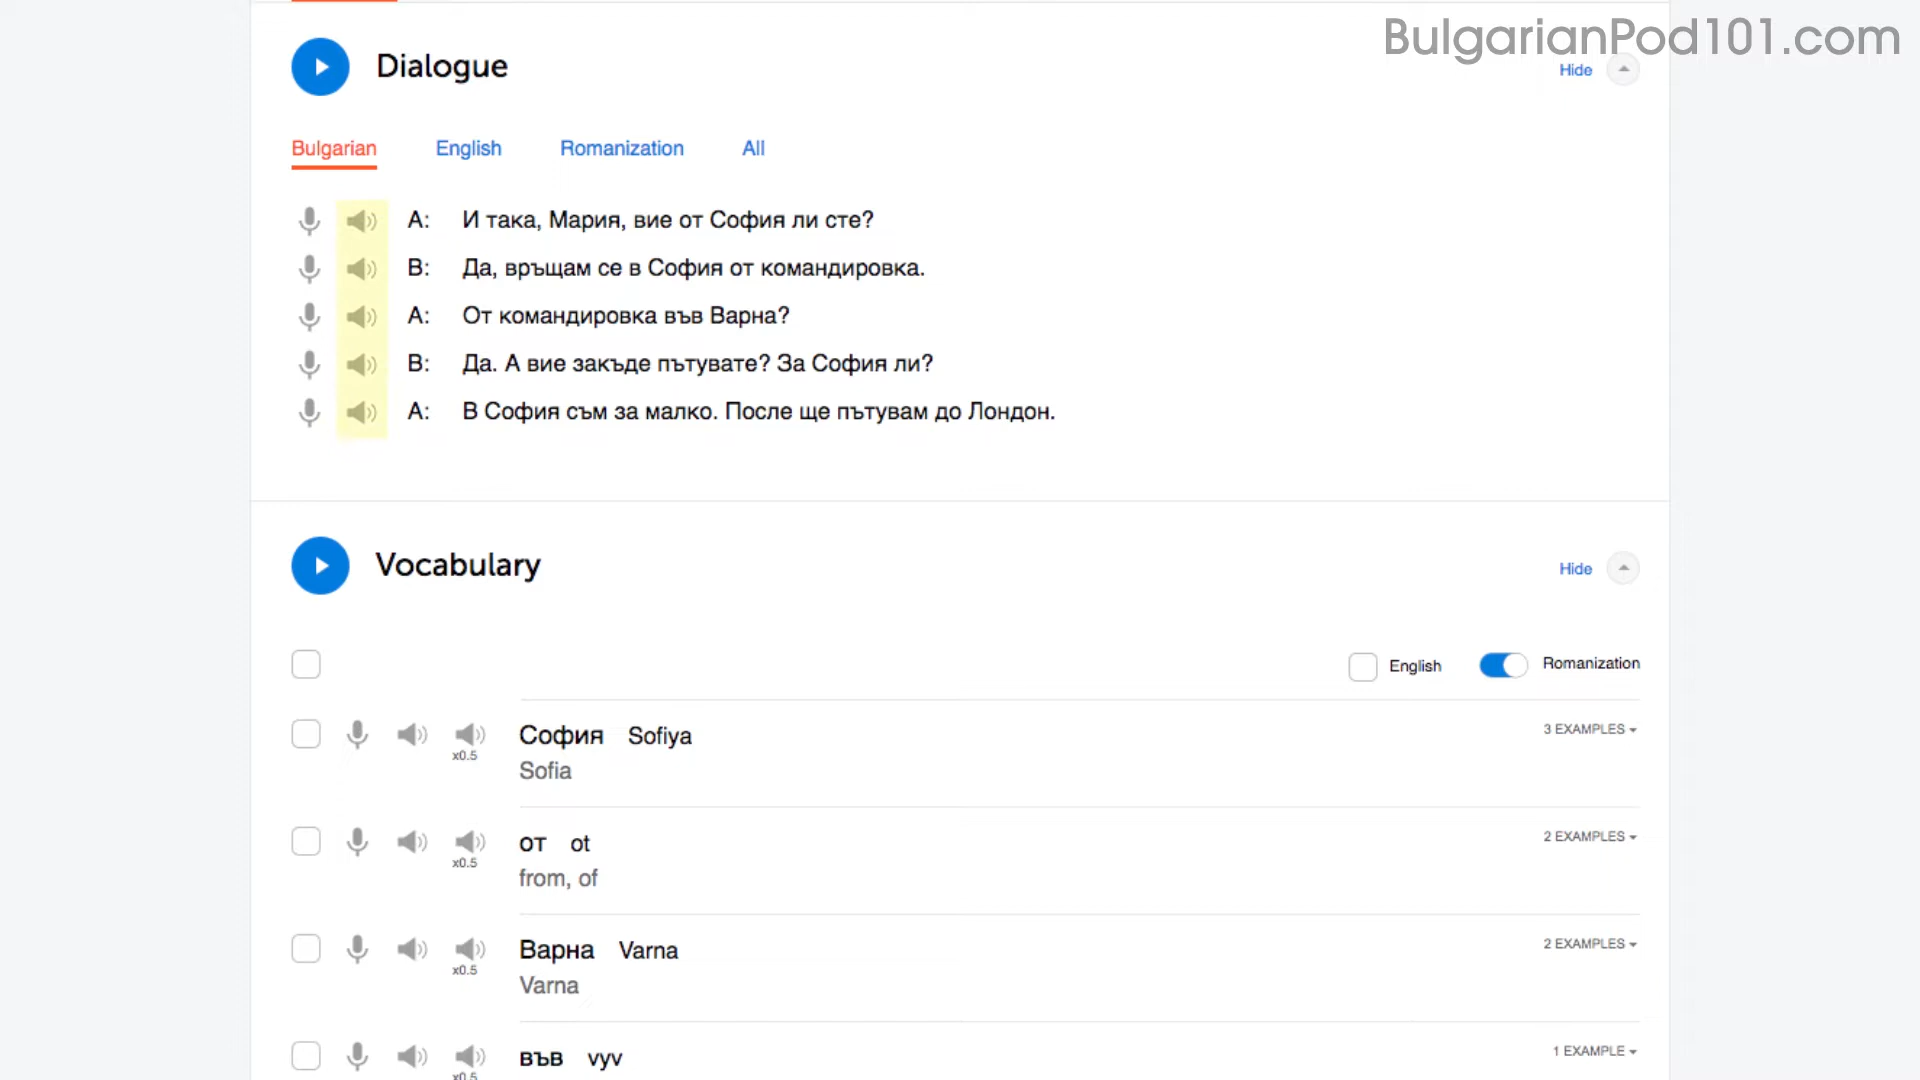 BulgarianPod101.com
Dialogue
Hide
Bulgarian English Romanization All
A: И така, Мария, вие от София ли сте?
B: Да, връщам се в София от командировка.
A: От командировка във Варна?
B: Да. А вие закъде пътувате? За София ли?
A: В София съм за малко. После ще пътувам до Лондон.
Vocabulary
Hide
English Romanization
София Sofiya 3 EXAMPLES
x0.5
Sofia
от ot 2 EXAMPLES
x0.5
from, of
Варна Varna 2 EXAMPLES
x0.5
Varna
във vyv 1 EXAMPLE
x0.5